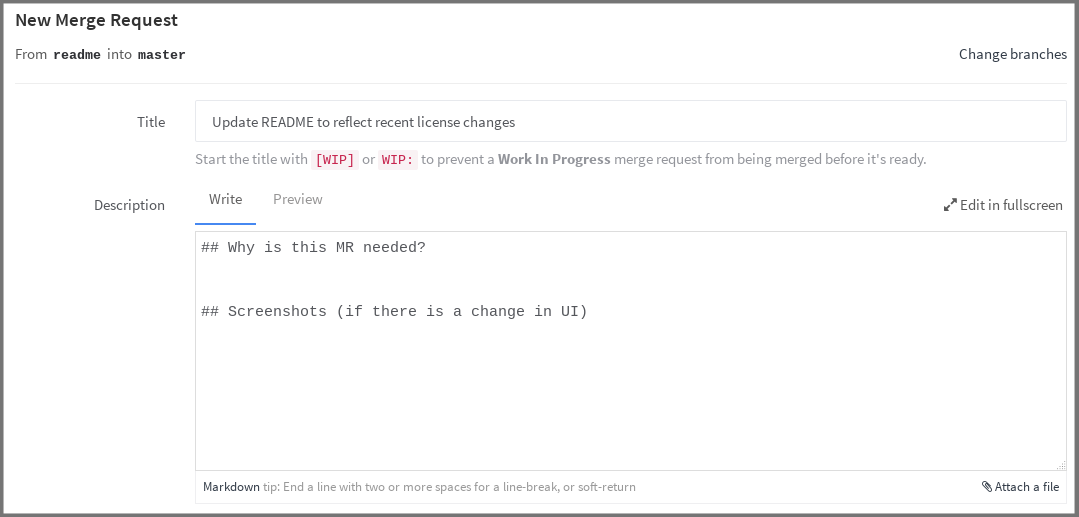 New Merge Request
From readme into master
Change branches
Title
Update README to reflect recent license changes
Start the title with [WIP] or WIP: to prevent a Work In Progress merge request from being merged before it's ready.
Description
Write Preview
Edit in fullscreen
## Why is this MR needed?
## Screenshots (if there is a change in UI)
Markdown tip: End a line with two or more spaces for a line-break, or soft-return
Attach a file